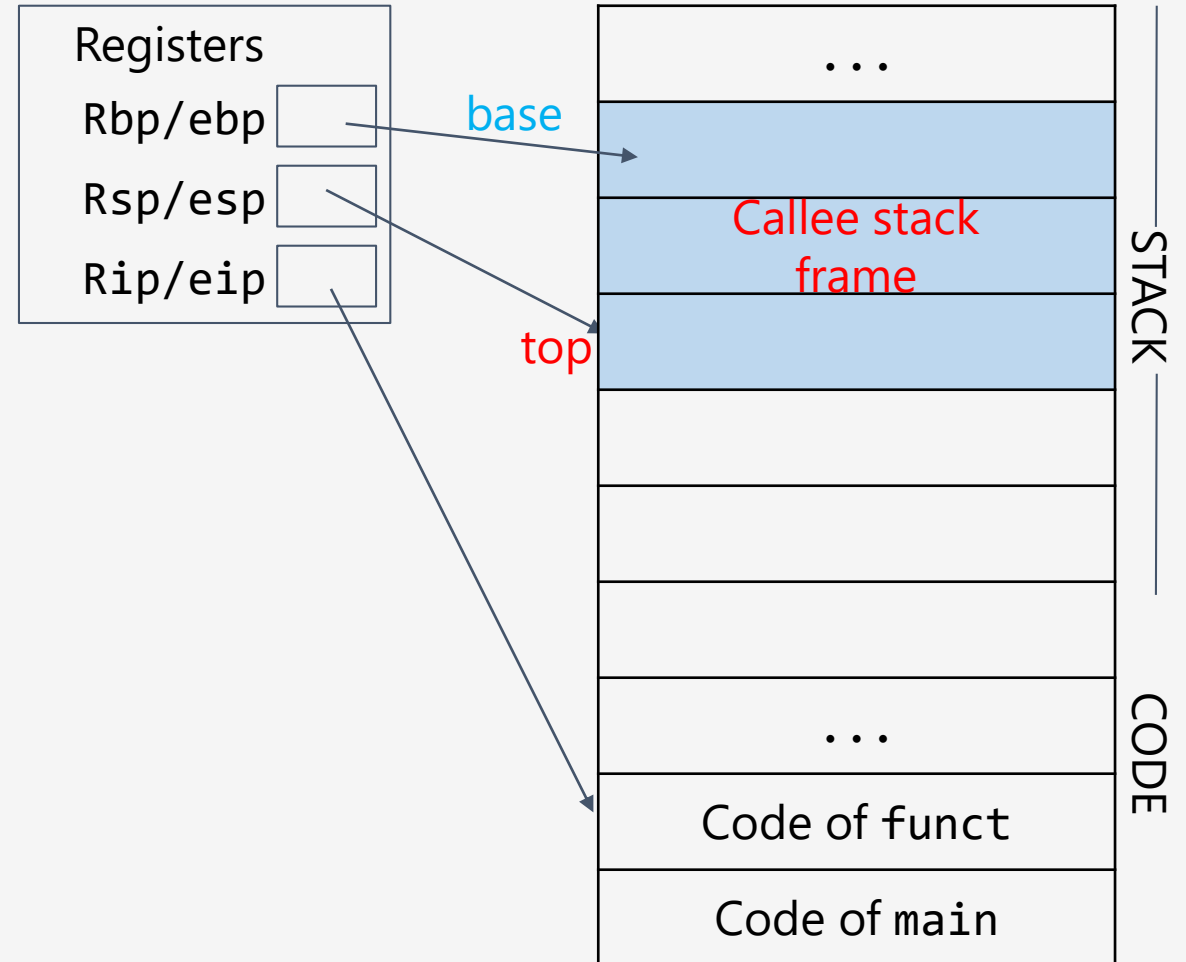 Registers
Rbp/ebp
Rsp/esp
Rip/eip
base
top
...
Callee stack
frame
...
Code of funct
Code of main
STACK
CODE